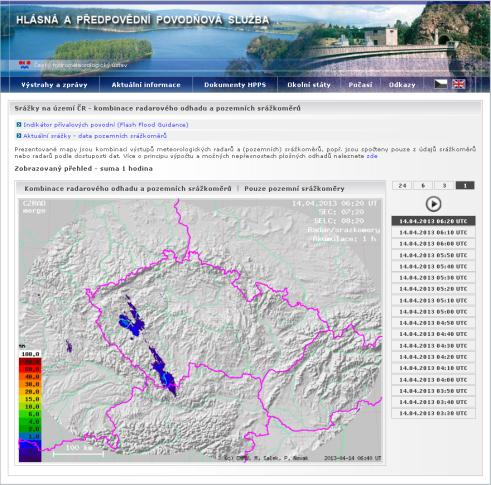 HLÁSNÁ A PŘEDPOVĚDNÍ POVODŇOVÁ SLUŽBA
Český hydrometeorologický ústav
Výstrahy a zprávy Aktuální informace Dokumenty HPPS Okolní státy Počasí Odkazy
Srážky na území ČR - kombinace radarového odhadu a pozemních srážkoměrů
Indikátor přívalových povodní (Flash Flood Guidance)
Aktuální srážky - data pozemních srážkoměrů
Prezentované mapy jsou kombinací výstupů meteorologických radarů a (pozemních) srážkoměrů, popř. jsou spočteny pouze z údajů srážkoměrů
nebo radarů podle dostupnosti dat. Více o principu výpočtu a možných nepřesnostech plošných odhadů naleznete zde
Zobrazovaný přehled - suma 1 hodina
Kombinace radarového odhadu a pozemních srážkoměrů | Pouze pozemní srážkoměry
24 6 3 1
CZRAD
merge
14.04.2013 06:20 UT
SEC: 07:20
SELC: 08:20
Radar/srazkomery
Akumulace: 1 h
14.04.2013 06:20 UTC
14.04.2013 06:10 UTC
14.04.2013 06:00 UTC
14.04.2013 05:50 UTC
14.04.2013 05:40 UTC
14.04.2013 05:30 UTC
14.04.2013 05:20 UTC
14.04.2013 05:10 UTC
14.04.2013 05:00 UTC
14.04.2013 04:50 UTC
14.04.2013 04:40 UTC
14.04.2013 04:30 UTC
14.04.2013 04:20 UTC
14.04.2013 04:10 UTC
14.04.2013 04:00 UTC
14.04.2013 03:50 UTC
14.04.2013 03:40 UTC
14.04.2013 03:30 UTC
mm
100,0
80,0
60,0
40,0
30,0
20,0
15,0
10,0
6,0
4,0
2,0
1,0
100 km
(c) CHMU, M. Salek, P. Novak 2013-04-14 06:40 UT